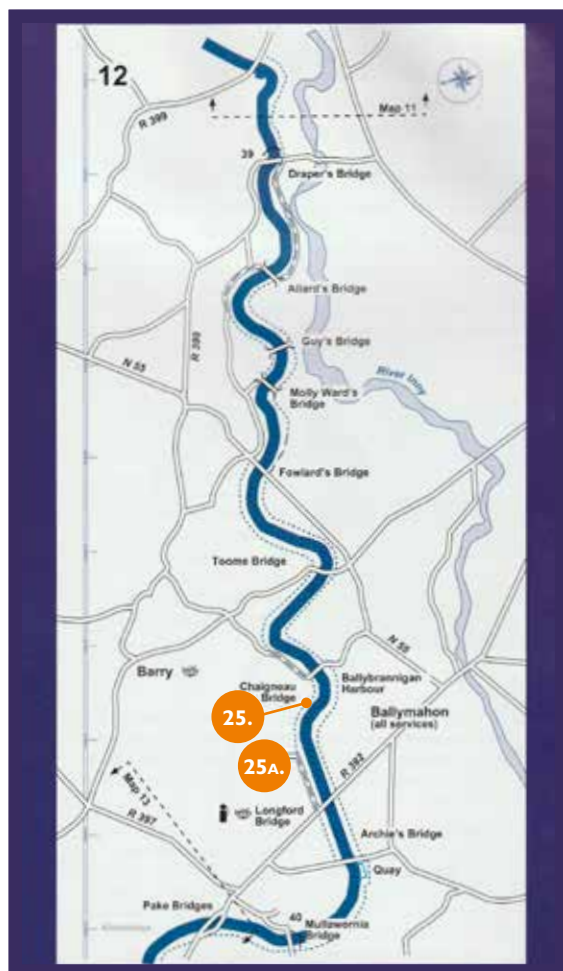 12
Map 11
R 399
39
Draper's Bridge
Allard's Bridge
Guy's Bridge
R 399
N 55
River Inny
Molly Ward's
Bridge
Fowlard's Bridge
Toome Bridge
N 55
Barry
Chaigneau
Bridge
Ballybrannigan
Harbour
25.
Ballymahon
(all services)
25A.
R 392
Map 13
R 397
Longford
Bridge
Archie's Bridge
Quay
Pake Bridges
40
Mullawornia
Bridge